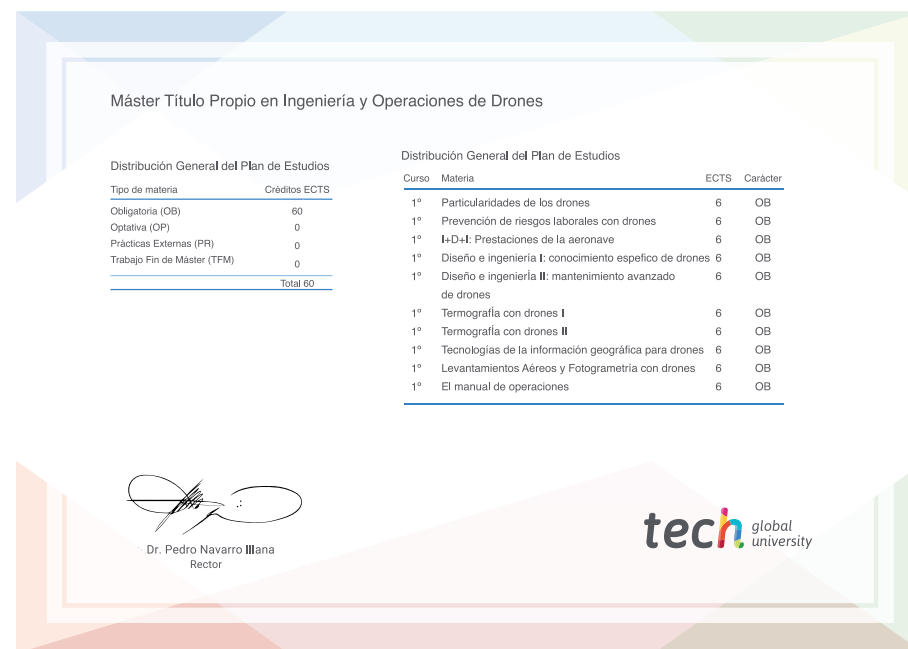 Máster Título Propio en Ingeniería y Operaciones de Drones
Distribución General del Plan de Estudios
Tipo de materia Créditos ECTS
Obligatoria (OB) 60
Optativa (OP) 0
Prácticas Externas (PR) 0
Trabajo Fin de Máster (TFM) 0
Total 60
Distribución General del Plan de Estudios
Curso Materia ECTS Carácter
1º Particularidades de los drones 6 OB
1º Prevención de riesgos laborales con drones 6 OB
1º I+D+I: Prestaciones de la aeronave 6 OB
1º Diseño e ingeniería I: conocimiento espefico de drones 6 OB
1º Diseño e ingeniería II: mantenimiento avanzado 6 OB
de drones
1º Termografía con drones I 6 OB
1º Termografía con drones II 6 OB
1º Tecnologías de la información geográfica para drones 6 OB
1º Levantamientos Aéreos y Fotogrametría con drones 6 OB
1º El manual de operaciones 6 OB
Dr. Pedro Navarro Illana
Rector
tech global
university